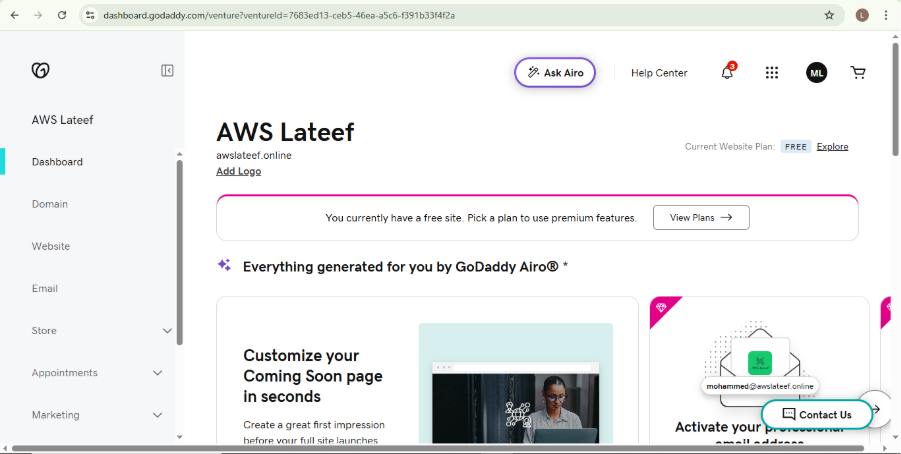 dashboard.godaddy.com/venture?ventureId=7683ed13-ceb5-46ea-a5c6-f391b33f4f2a
L
Ask Airo
Help Center
3
ML
AWS Lateef
Dashboard
Domain
Website
Email
Store
Appointments
Marketing
AWS Lateef
awslateef.online
Add Logo
Current Website Plan: FREE Explore
You currently have a free site. Pick a plan to use premium features. View Plans
Everything generated for you by GoDaddy Airo® *
Customize your
Coming Soon page
in seconds
Create a great first impression
before your full site launches
mohammed@awslateef.online
Contact Us
Activate your professional
email address